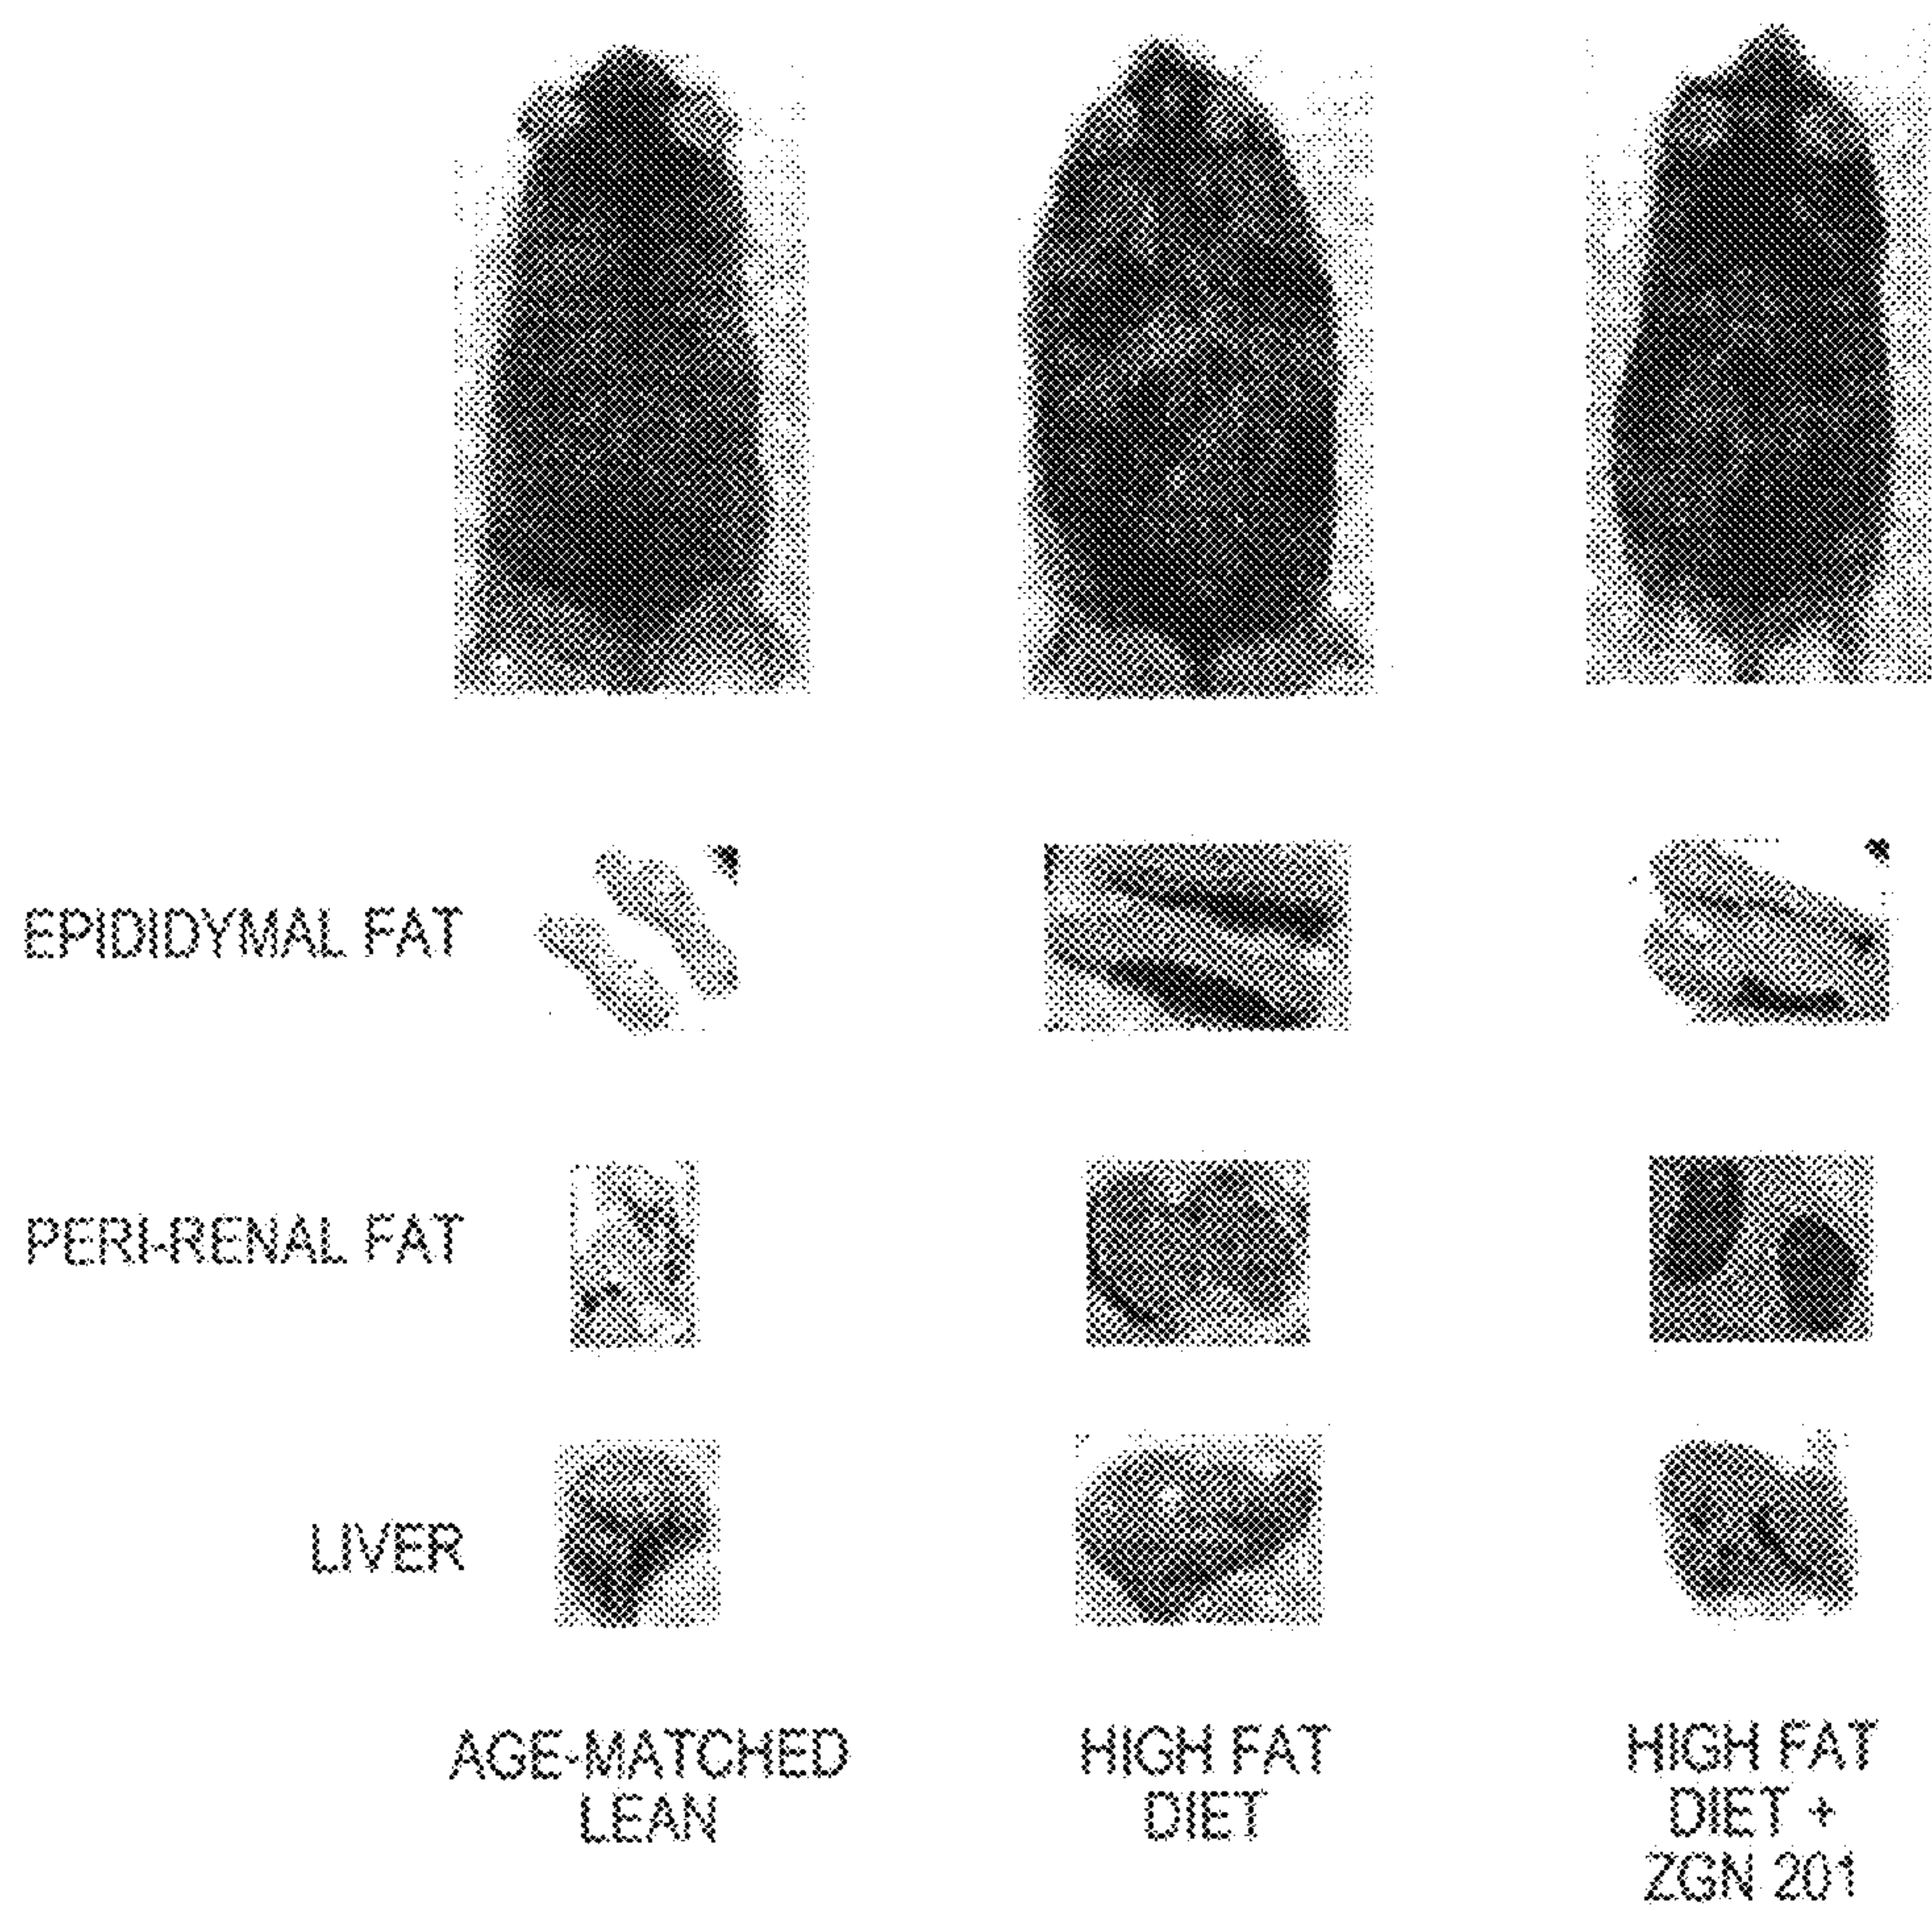 EPIDIDYMAL FAT
PERI-RENAL FAT
LIVER
AGE-MATCHED
LEAN
HIGH FAT
DIET
HIGH FAT
DIET +
ZGN 201